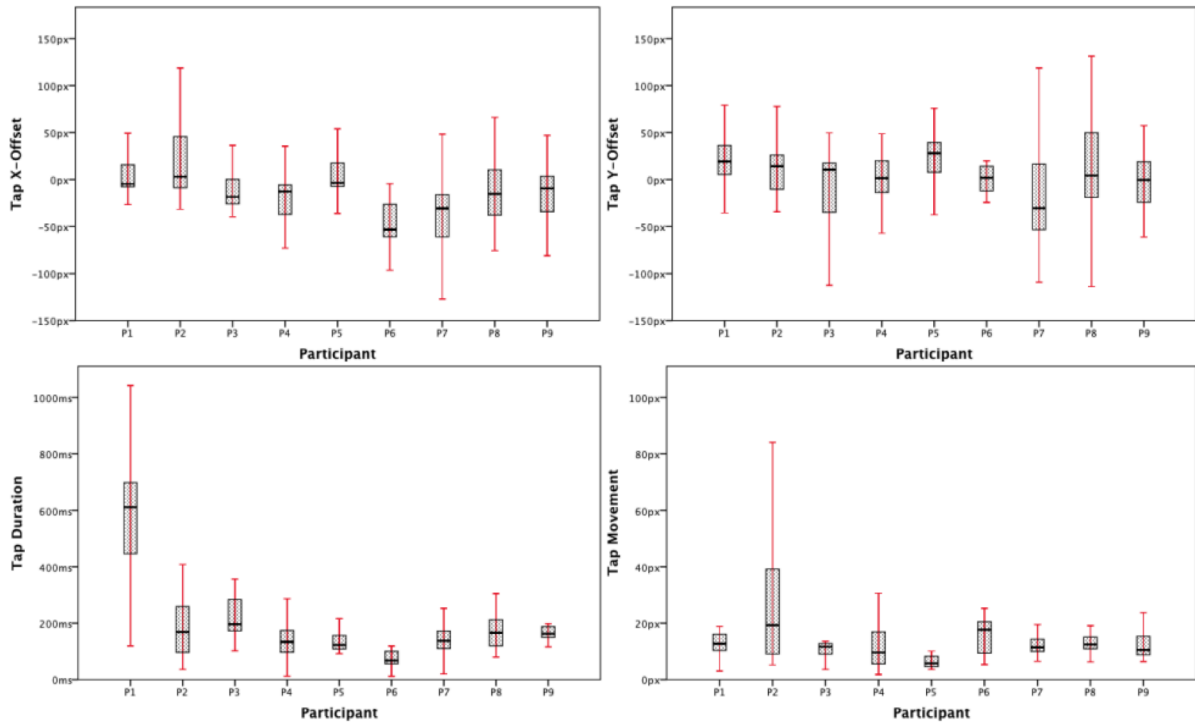 Tap X-Offset
150px
100px
50px
0px
-50px
-100px
-150px
P1 P2 P3 P4 P5 P6 P7 P8 P9
Participant
Tap Y-Offset
150px
100px
50px
0px
-50px
-100px
-150px
P1 P2 P3 P4 P5 P6 P7 P8 P9
Participant
Tap Duration
1000ms
800ms
600ms
400ms
200ms
0ms
P1 P2 P3 P4 P5 P6 P7 P8 P9
Participant
Tap Movement
100px
80px
60px
40px
20px
0px
P1 P2 P3 P4 P5 P6 P7 P8 P9
Participant